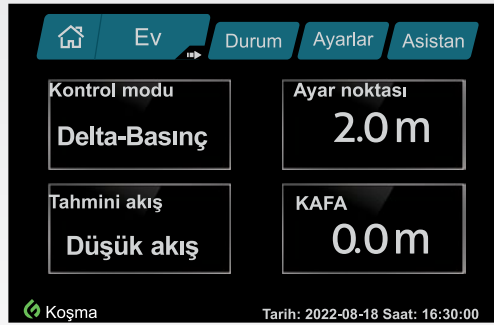 Ev Durum Ayarlar Asistan
Kontrol modu
Delta-Basınç
Ayar noktası
2.0 m
Tahmini akış
Düşük akış
KAFA
0.0 m
Koşma Tarih: 2022-08-18 Saat: 16:30:00